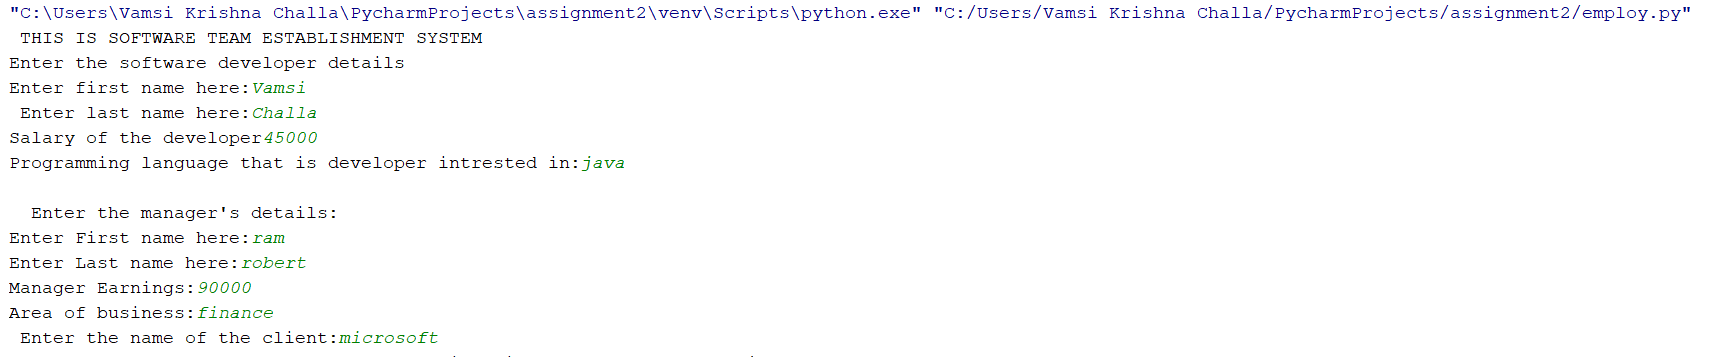 "C:\Users\Vamsi Krishna Challa\PycharmProjects\assignment2\venv\Scripts\python.exe" "C:/Users/Vamsi Krishna Challa/PycharmProjects/assignment2/employ.py"
THIS IS SOFTWARE TEAM ESTABLISHMENT SYSTEM
Enter the software developer details
Enter first name here:Vamsi
Enter last name here:Challa
Salary of the developer45000
Programming language that is developer intrested in:java
Enter the manager's details:
Enter First name here:ram
Enter Last name here:robert
Manager Earnings:90000
Area of business:finance
Enter the name of the client:microsoft